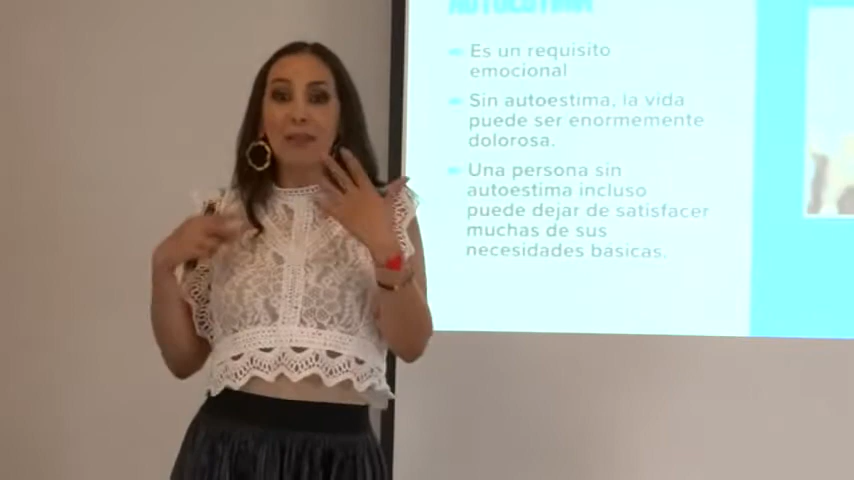 AUTOESTIMA
Es un requisito
emocional
Sin autoestima, la vida
puede ser enormemente
dolorosa.
Una persona sin
autoestima incluso
puede dejar de satisfacer
muchas de sus
necesidades basicas.